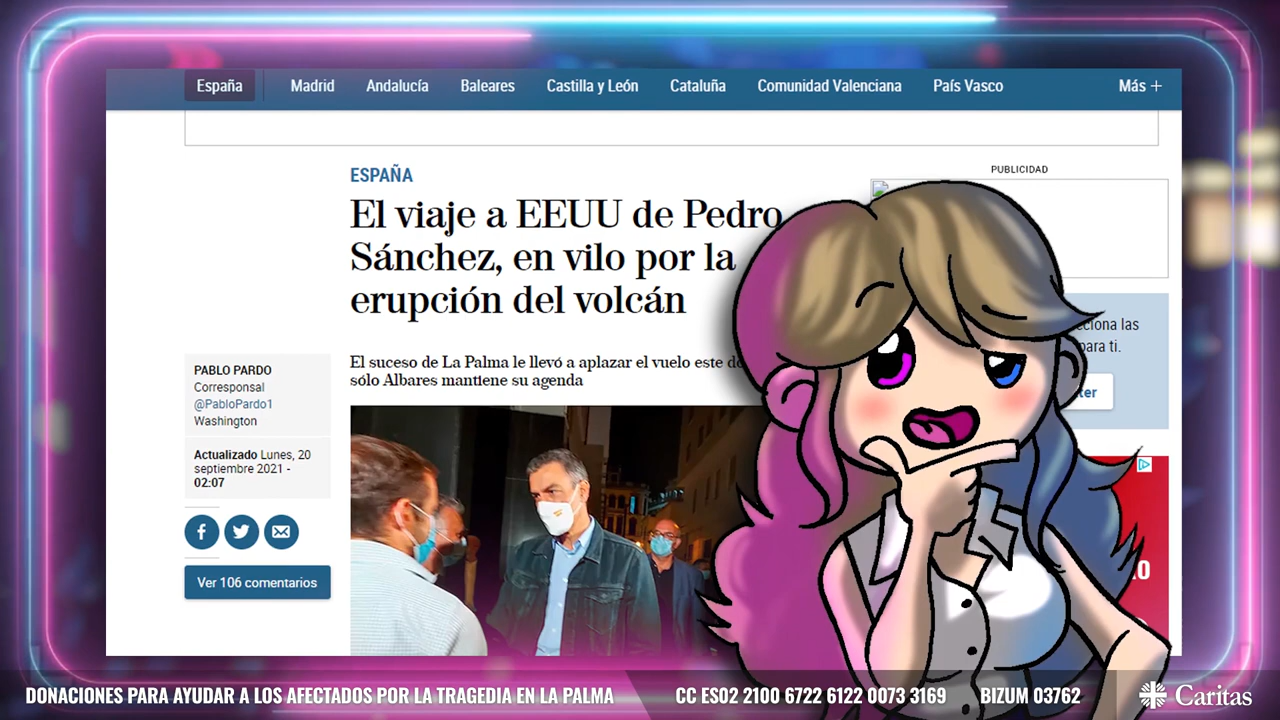 España Madrid Andalucía Baleares Castilla y León Cataluña Comunidad Valenciana País Vasco Más +
PUBLICIDAD
ESPAÑA
El viaje a EEUU de Pedro
Sánchez, en vilo por la
erupción del volcán
El suceso de La Palma le llevó a aplazar el vuelo este
sólo Albares mantiene su agenda
PABLO PARDO
Corresponsal
@PabloPardo1
Washington
Actualizado Lunes, 20
septiembre 2021 -
02:07
Ver 106 comentarios
las
para ti.
DONACIONES PARA AYUDAR A LOS AFECTADOS POR LA TRAGEDIA EN LA PALMA CC ES02 2100 6722 6122 0073 3169 BIZUM 03762 Caritas